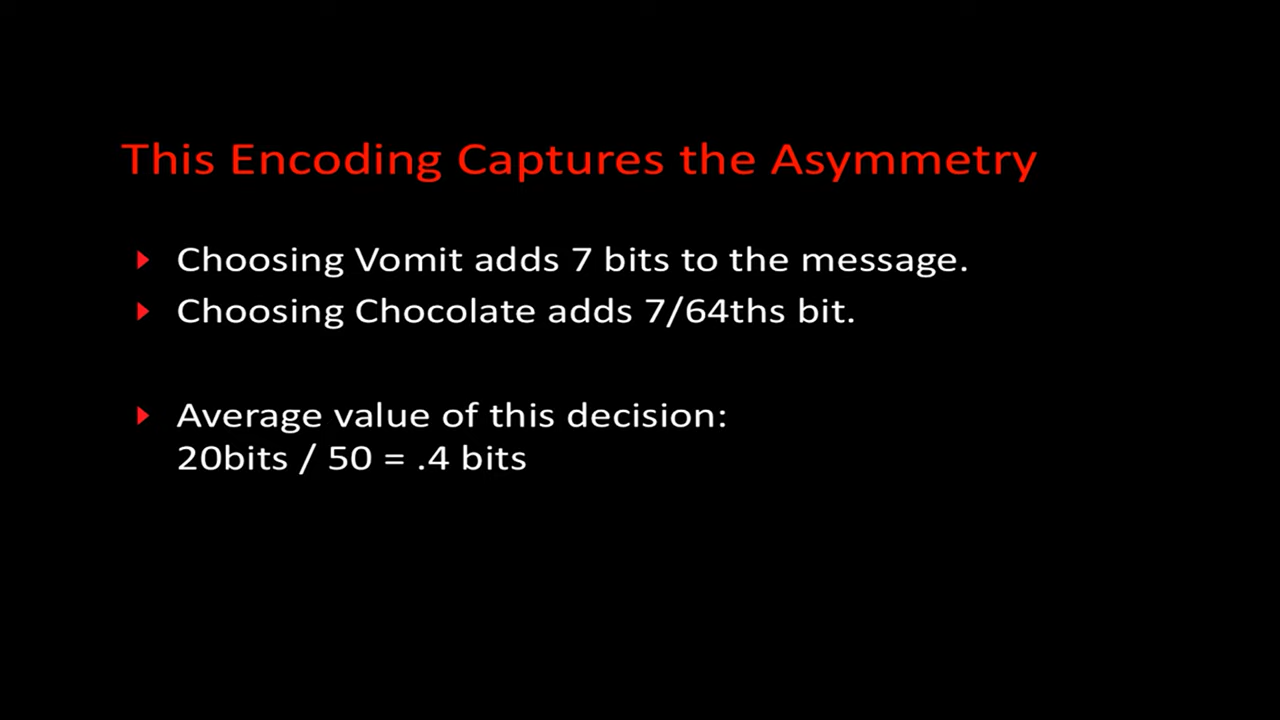 This Encoding Captures the Asymmetry
Choosing Vomit adds 7 bits to the message.
Choosing Chocolate adds 7/64ths bit.
Average value of this decision:
20bits / 50 = .4 bits